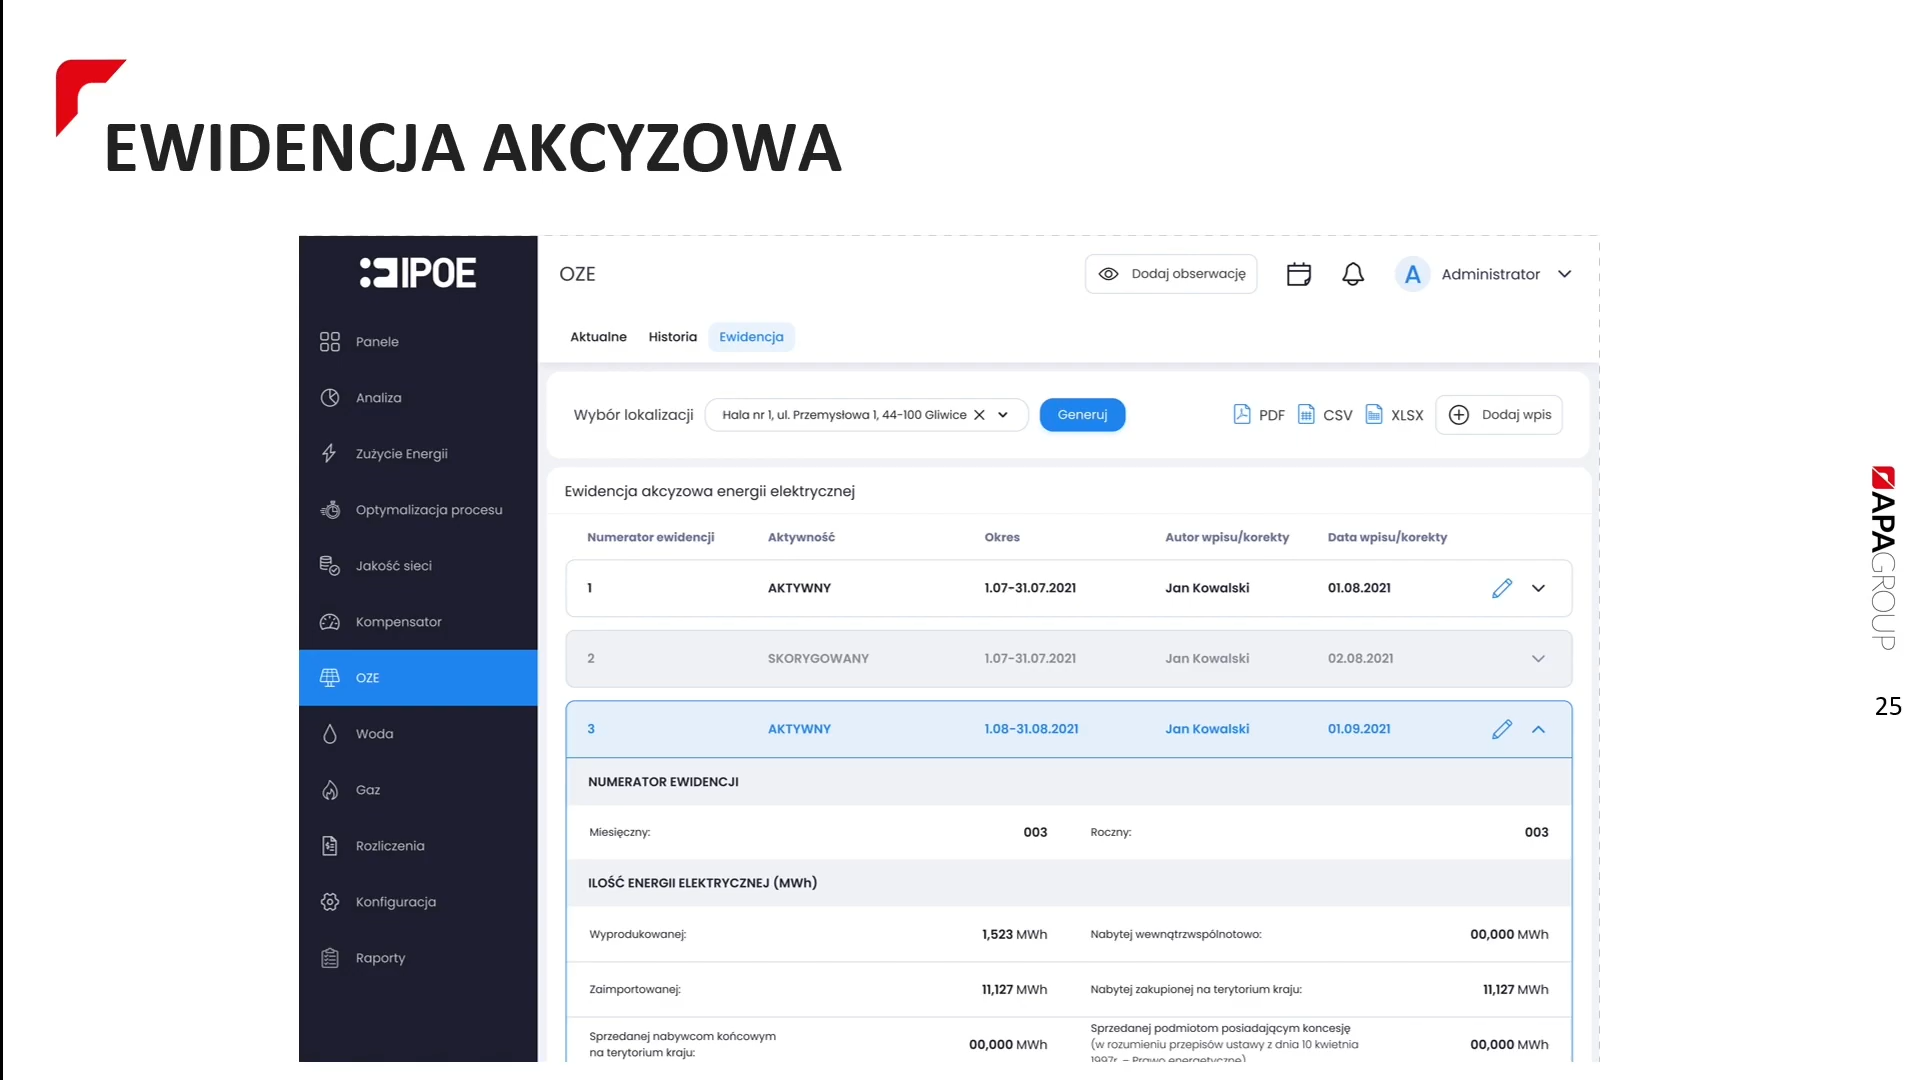 EWIDENCJA AKCYZOWA
IPOE
OZE
Dodaj obserwację
A
Administrator
Aktualne Historia Ewidencja
Panele
Analiza
Zużycie Energii
Optymalizacja procesu
Jakość sieci
Kompensator
OZE
Woda
Gaz
Rozliczenia
Konfiguracja
Raporty
Wybór lokalizacji Hala nr 1, ul. Przemysłowa 1, 44-100 Gliwice Generuj PDF CSV XLSX Dodaj wpis
Ewidencja akcyzowa energii elektrycznej
Numerator ewidencji Aktywność Okres Autor wpisu/korekty Data wpisu/korekty
1 AKTYWNY 1.07-31.07.2021 Jan Kowalski 01.08.2021
2 SKORYGOWANY 1.07-31.07.2021 Jan Kowalski 02.08.2021
3 AKTYWNY 1.08-31.08.2021 Jan Kowalski 01.09.2021
NUMERATOR EWIDENCJI
Miesięczny: 003 Roczny: 003
ILOŚĆ ENERGII ELEKTRYCZNEJ (MWh)
Wyprodukowanej: 1,523 MWh Nabytej wewnątrzwspólnotowo: 00,000 MWh
Zaimportowanej: 11,127 MWh Nabytej zakupionej na terytorium kraju: 11,127 MWh
Sprzedanej nabywcom końcowym
na terytorium kraju: 00,000 MWh
Sprzedanej podmiotom posiadającym koncesję
(w rozumieniu przepisów ustawy z dnia 10 kwietnia
1997r. – Prawo energetyczne) 00,000 MWh
APAGROUP
25